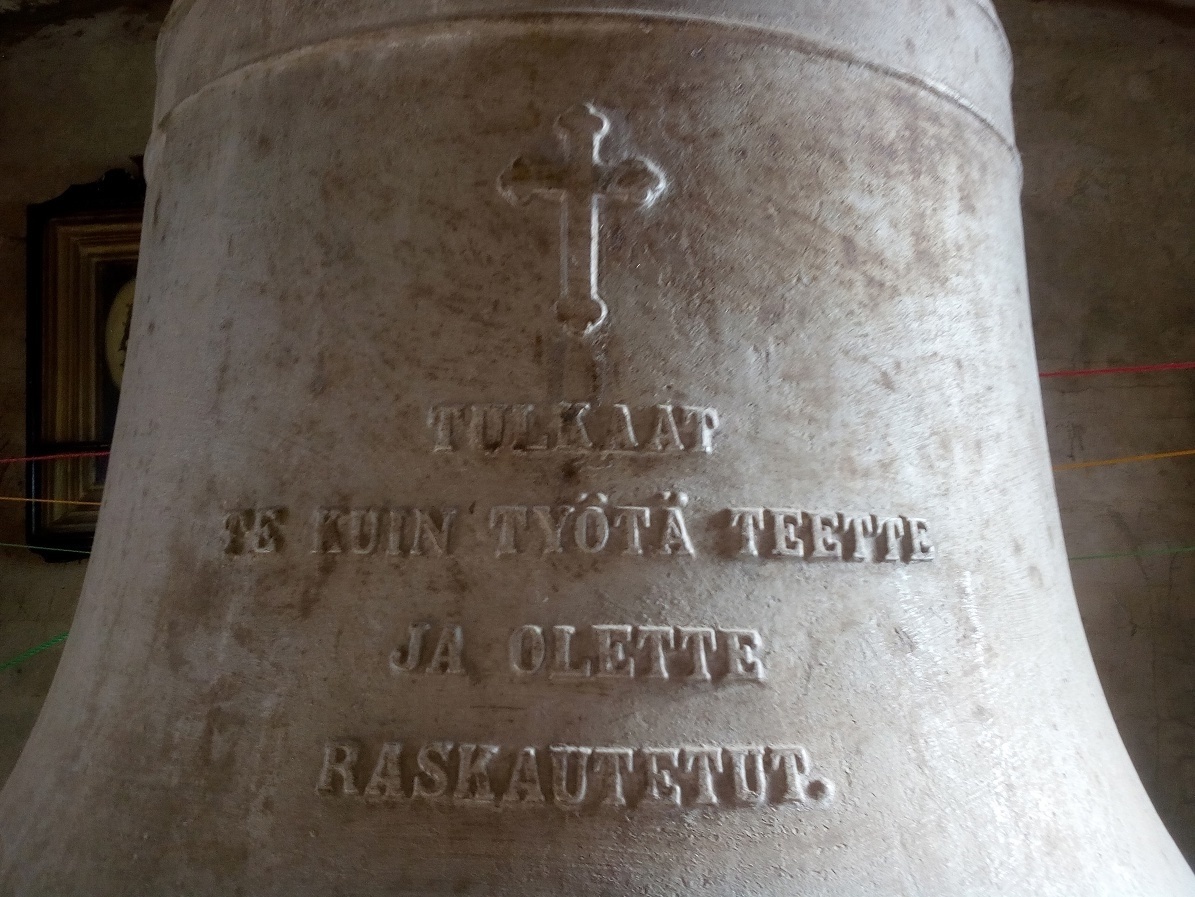 TULKAAT
TE KUIN TYÖTÄ TEETTE
JA OLETTE
RASKAUTETUT.